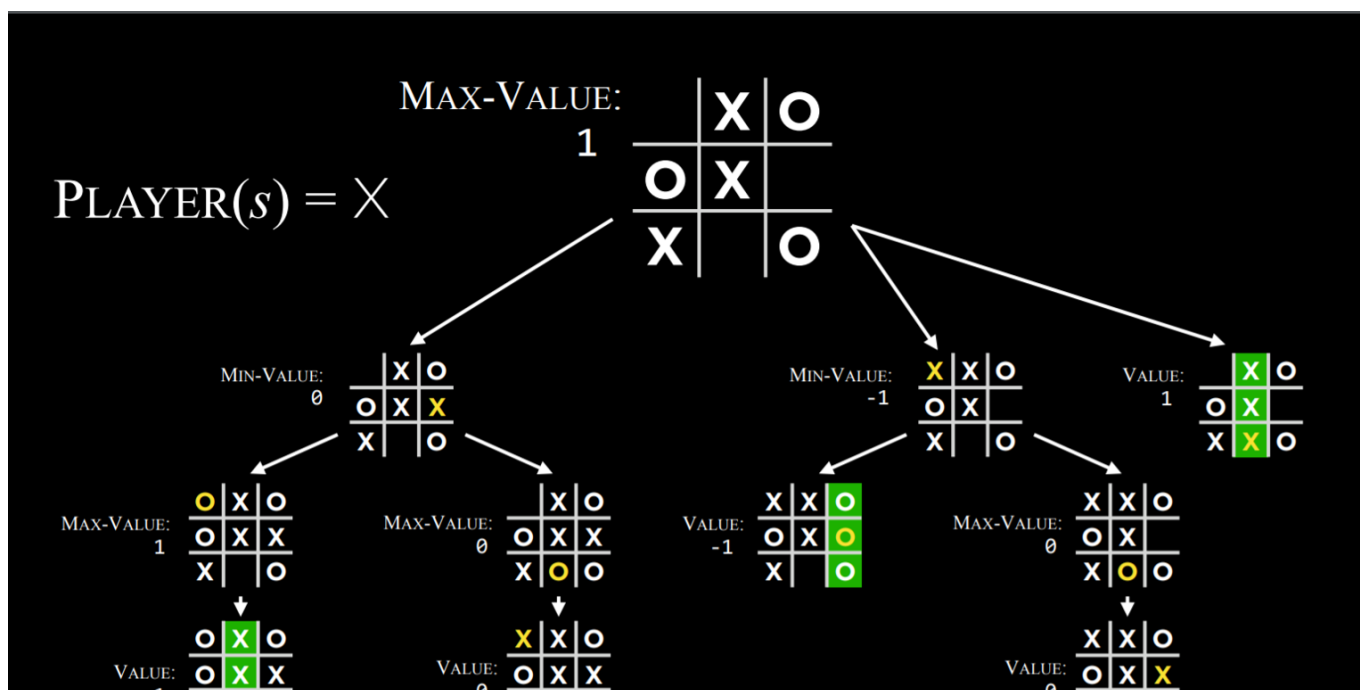 MAX-VALUE:
1
X O
O X
X O
PLAYER(s) = X
MIN-VALUE:
0
X O
O X X
X O
MIN-VALUE:
-1
X X O
O X
X O
VALUE:
1
X O
O X
X X O
MAX-VALUE:
1
O X O
O X X
X O
MAX-VALUE:
0
X O
O X X
X O O
VALUE:
-1
X X O
O X O
X O
MAX-VALUE:
0
X X O
O X
X O O
VALUE:
O X O
O X X
VALUE:
X X O
O X X
VALUE:
X X O
O X X